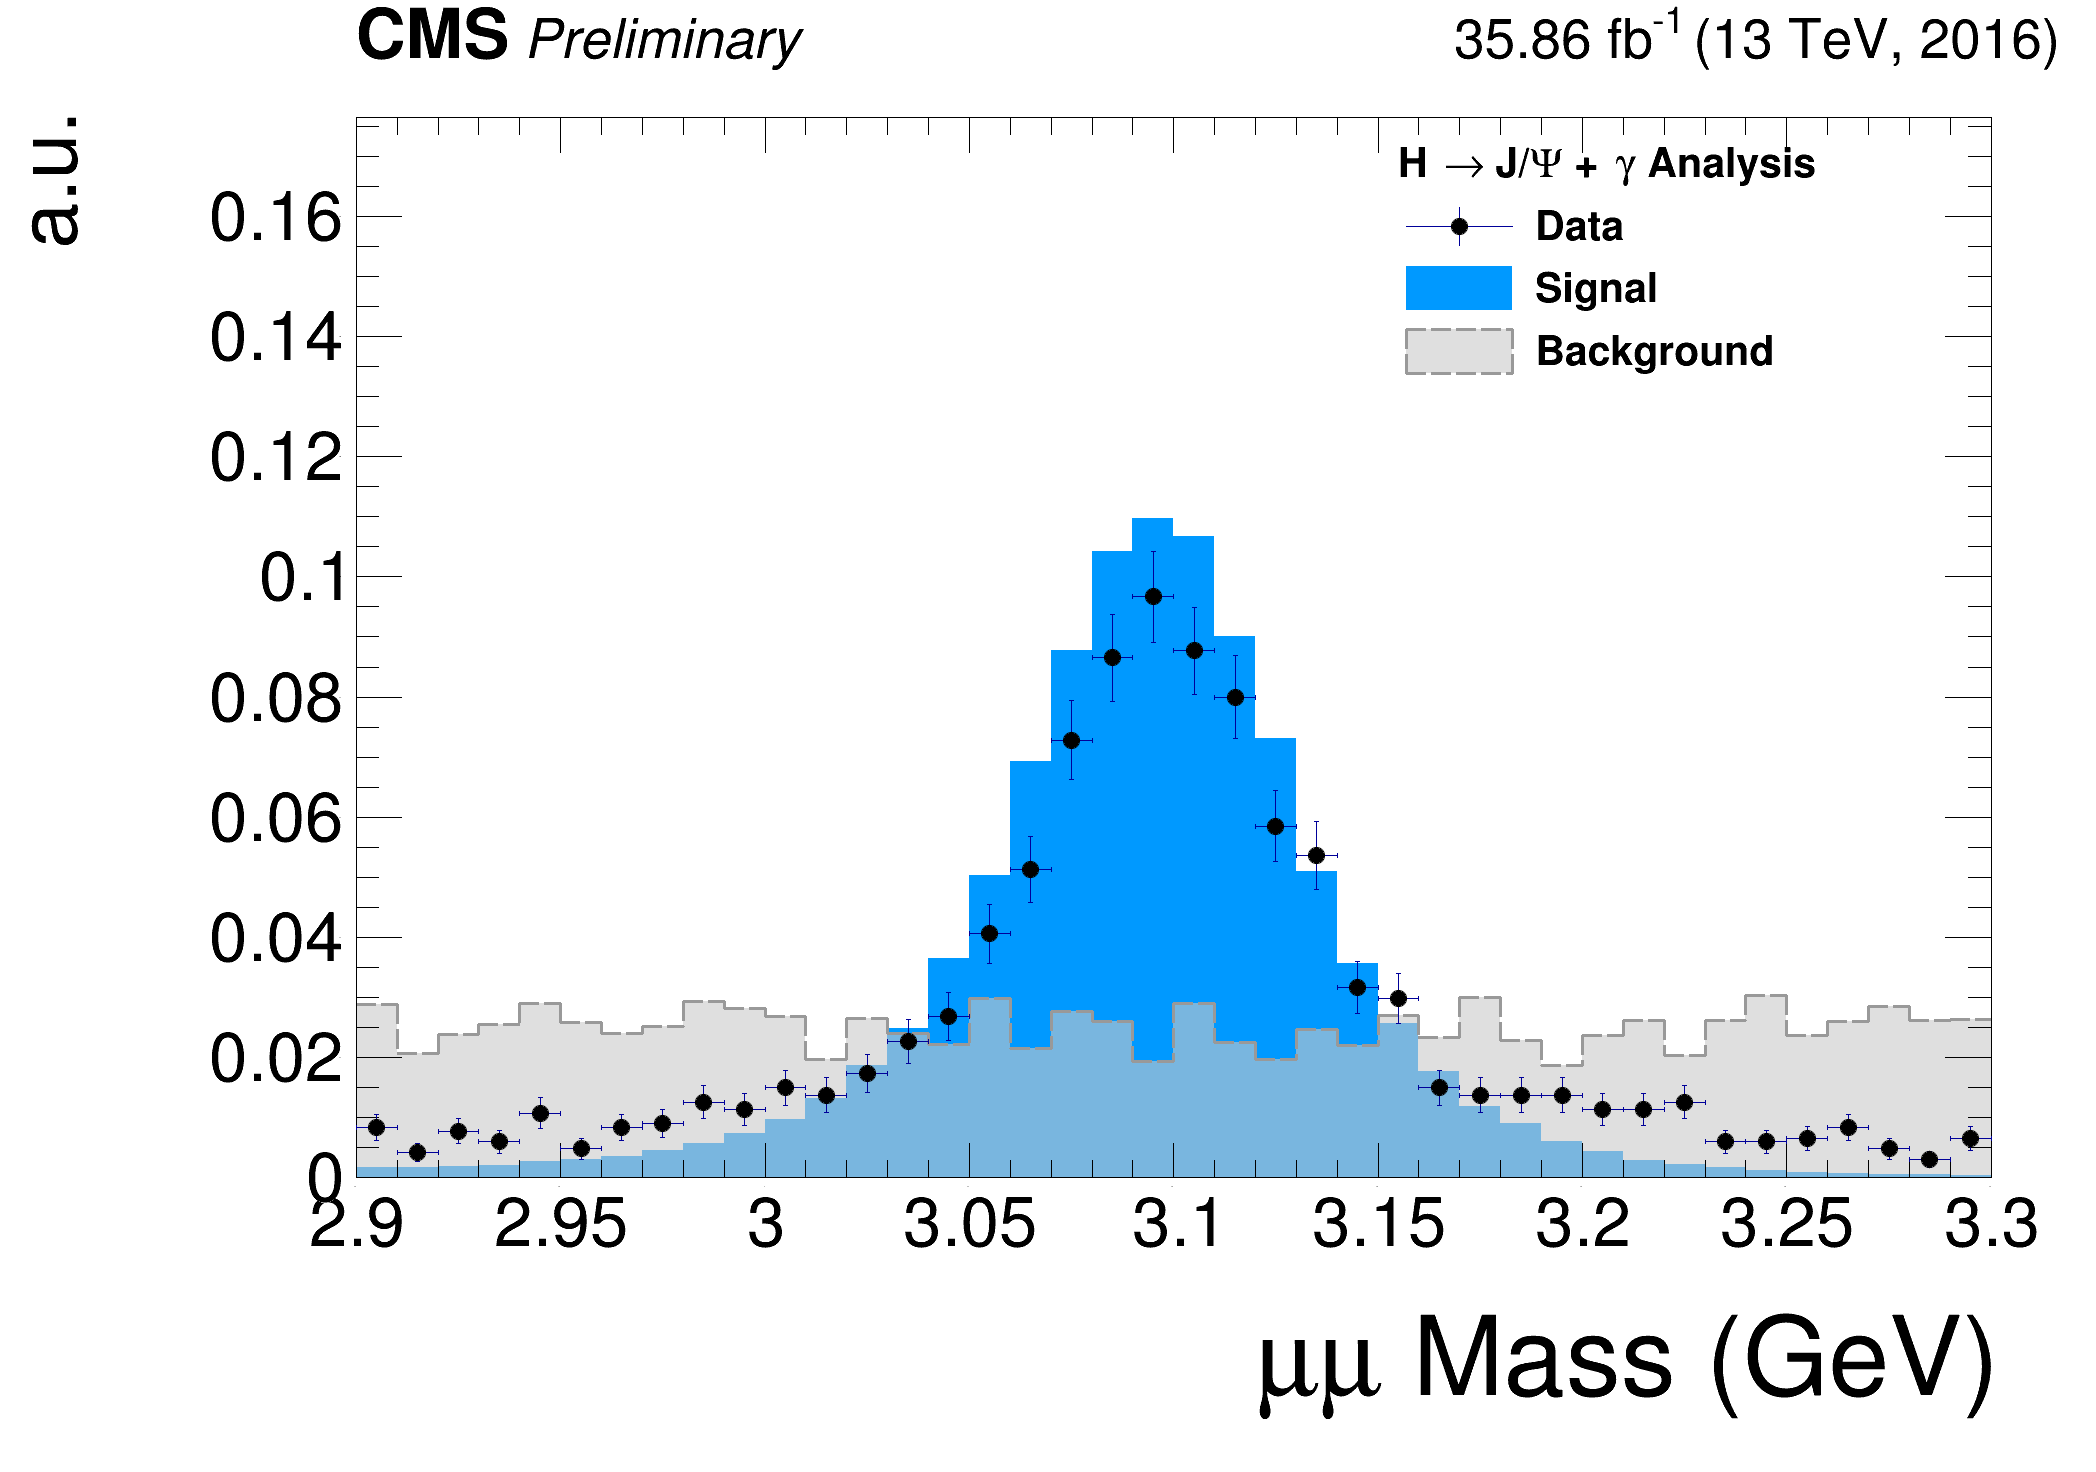 CMS Preliminary
35.86 fb⁻¹ (13 TeV, 2016)
a.u.
H → J/Ψ + γ Analysis
Data
Signal
Background
0.16
0.14
0.12
0.1
0.08
0.06
0.04
0.02
0
2.9 2.95 3 3.05 3.1 3.15 3.2 3.25 3.3
μμ Mass (GeV)